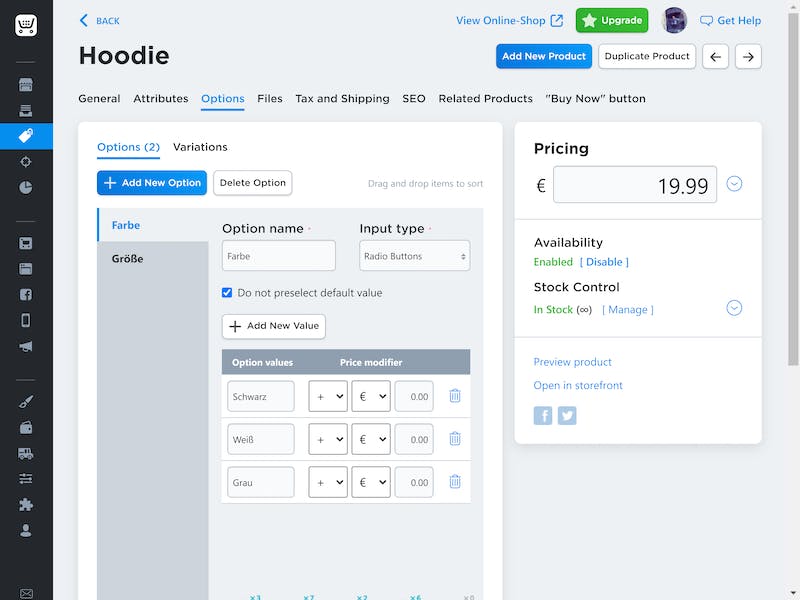 BACK
View Online-Shop
Upgrade
Get Help
Hoodie
Add New Product
Duplicate Product
General Attributes Options Files Tax and Shipping SEO Related Products "Buy Now" button
Options (2) Variations
Add New Option
Delete Option
Drag and drop items to sort
Farbe
Größe
Option name
Input type
Farbe
Radio Buttons
Do not preselect default value
Add New Value
Option values
Price modifier
Schwarz + € 0.00
Weiß + € 0.00
Grau + € 0.00
×3 ×7 ×2 ×6 ×0
Pricing
€ 19.99
Availability
Enabled [ Disable ]
Stock Control
In Stock (∞) [ Manage ]
Preview product
Open in storefront